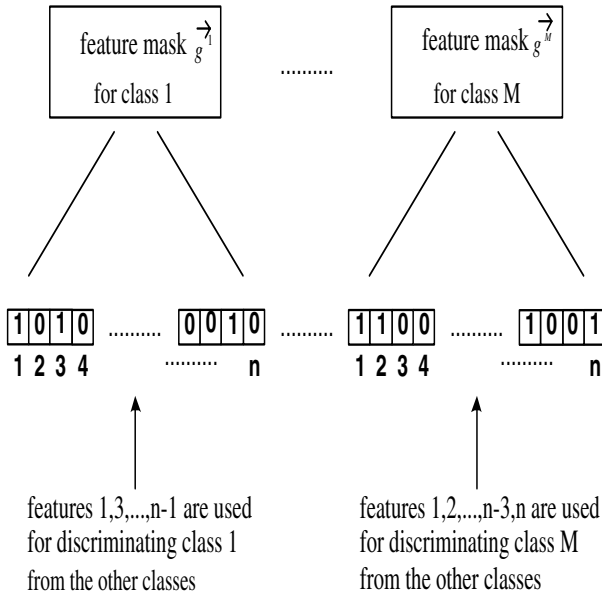 feature mask g⃗¹
for class 1
..........
feature mask g⃗ᴹ
for class M
1 0 1 0 .......... 0 0 1 0 .......... 1 1 0 0 .......... 1 0 0 1
1 2 3 4 .......... n 1 2 3 4 .......... n
features 1,3,...,n-1 are used
for discriminating class 1
from the other classes
features 1,2,...,n-3,n are used
for discriminating class M
from the other classes